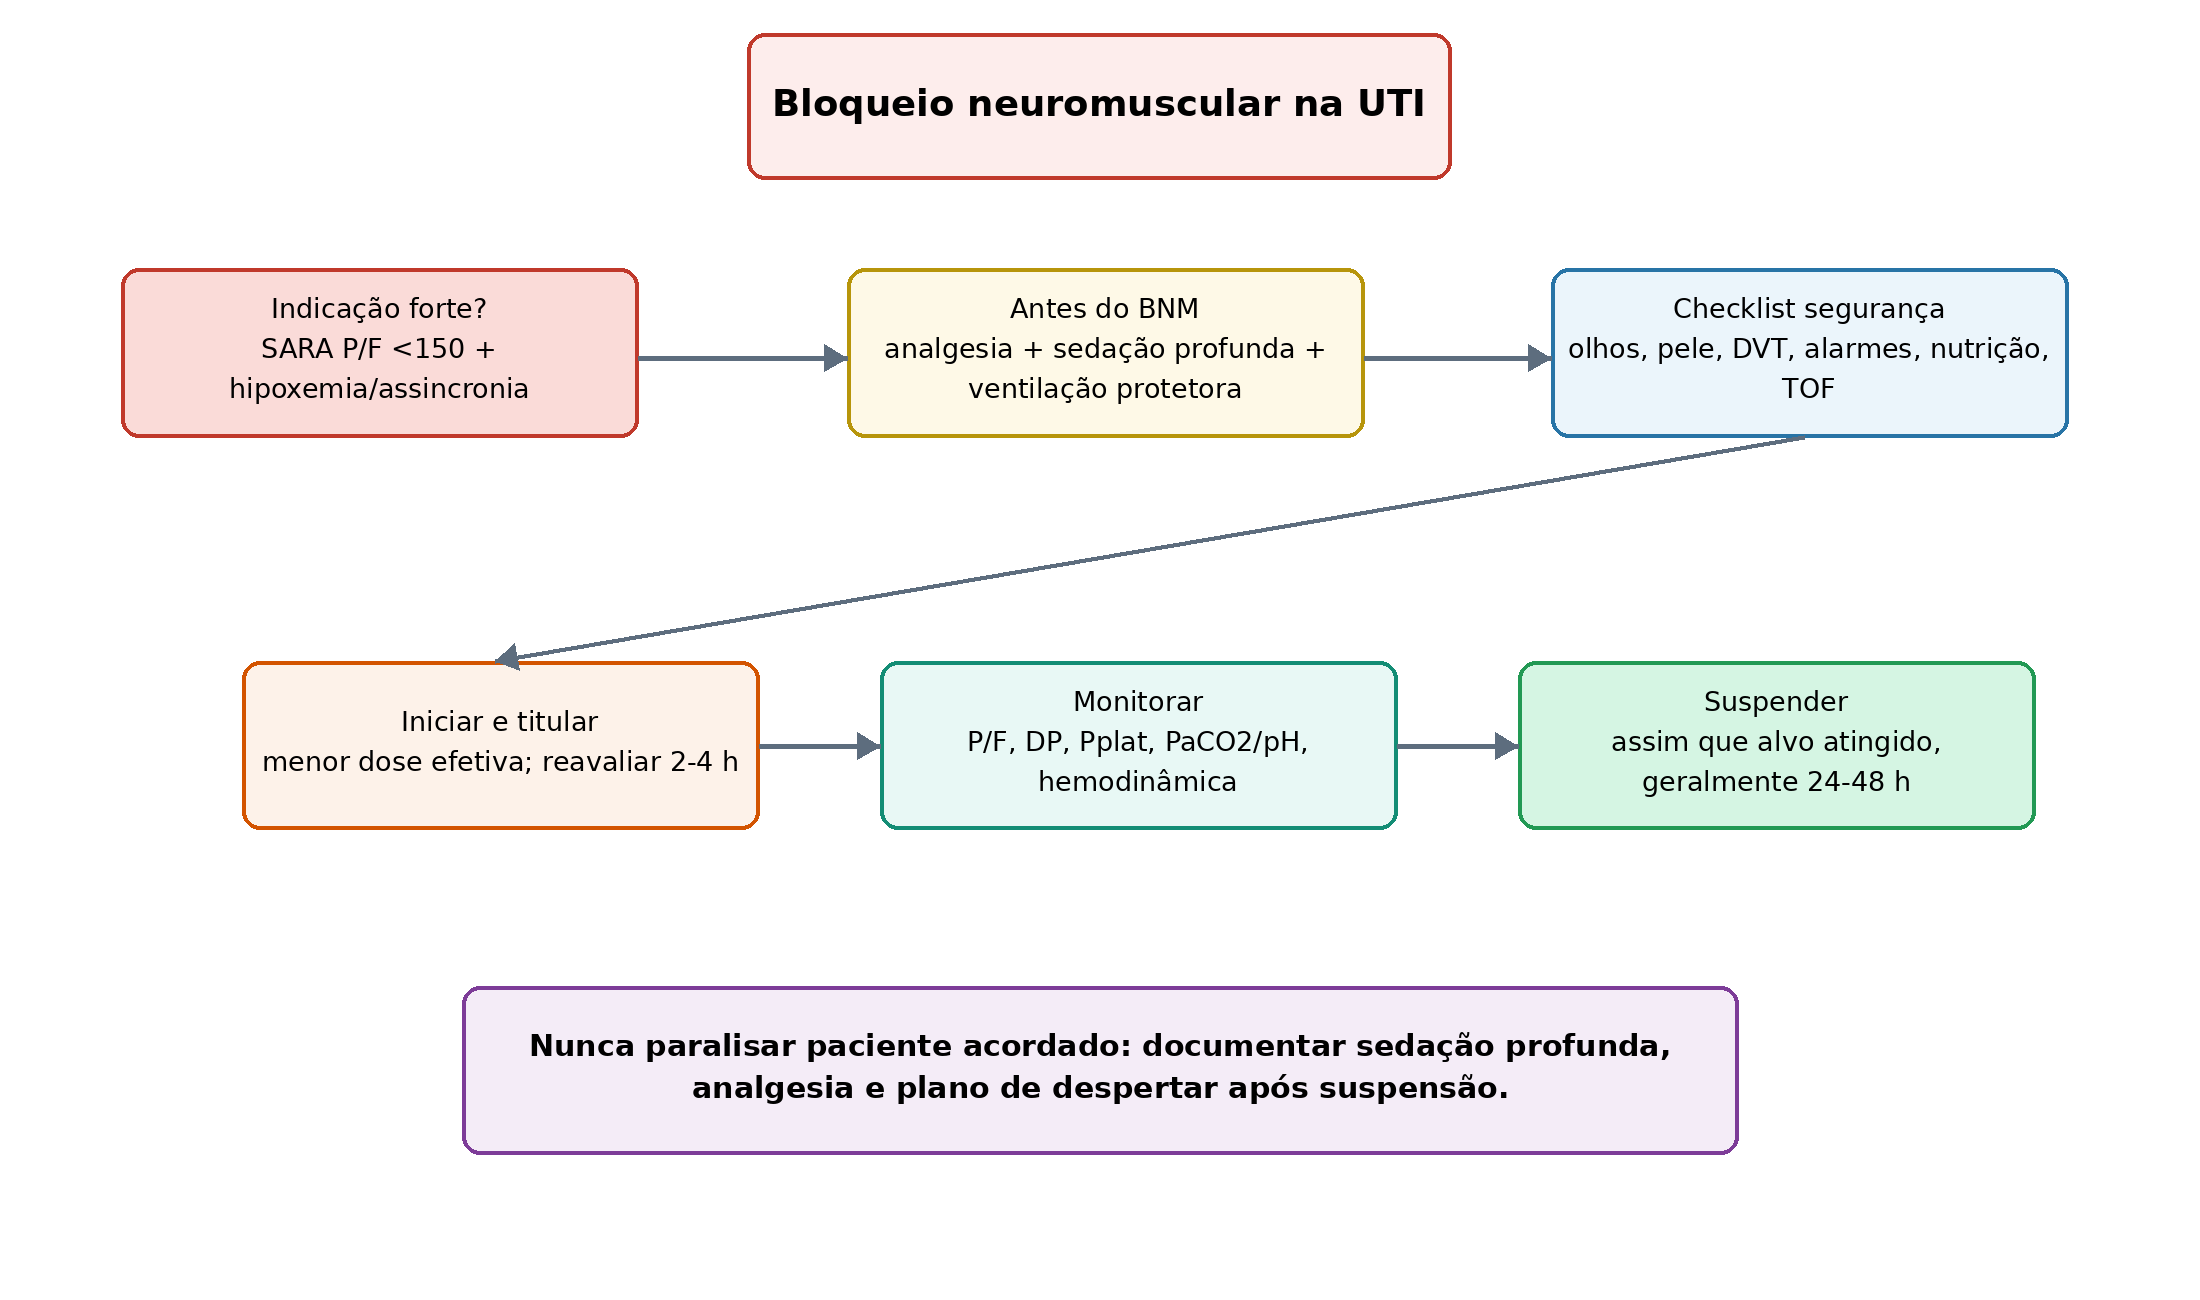 Bloqueio neuromuscular na UTI
Indicação forte?
SARA P/F <150 +
hipoxemia/assincronia
Antes do BNM
analgesia + sedação profunda +
ventilação protetora
Checklist segurança
olhos, pele, DVT, alarmes, nutrição,
TOF
Iniciar e titular
menor dose efetiva; reavaliar 2-4 h
Monitorar
P/F, DP, Pplat, PaCO2/pH,
hemodinâmica
Suspender
assim que alvo atingido,
geralmente 24-48 h
Nunca paralisar paciente acordado: documentar sedação profunda,
analgesia e plano de despertar após suspensão.